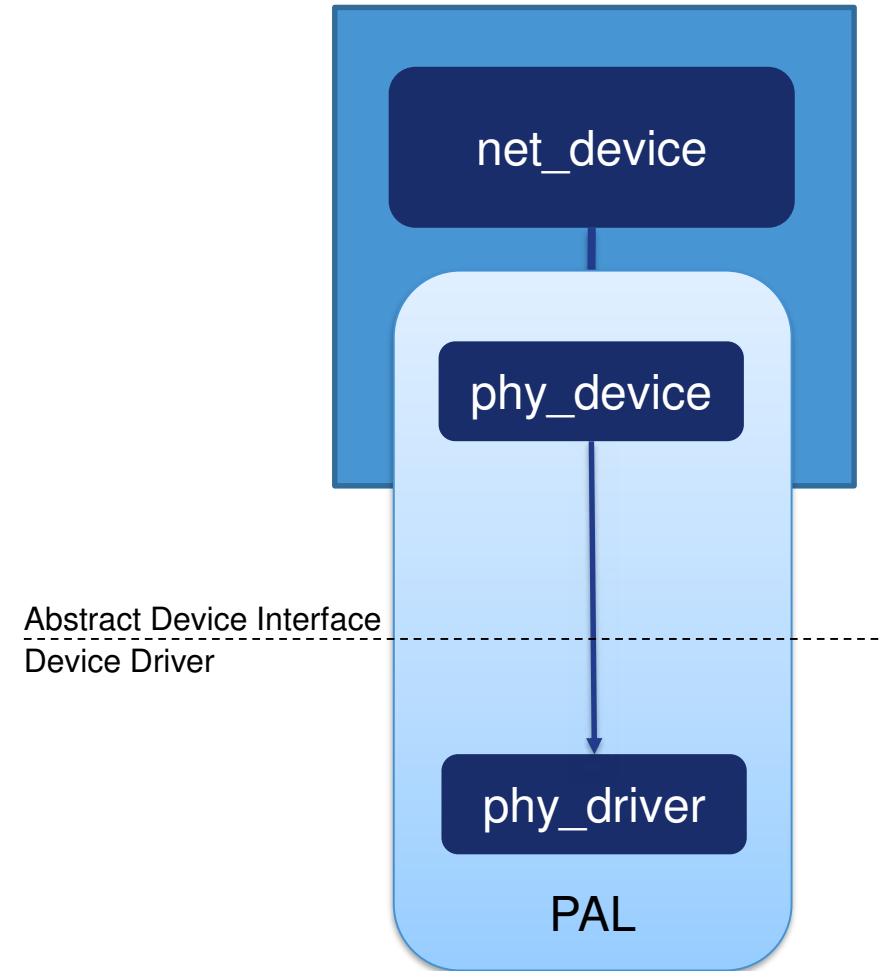 net_device
phy_device
Abstract Device Interface
Device Driver
phy_driver
PAL